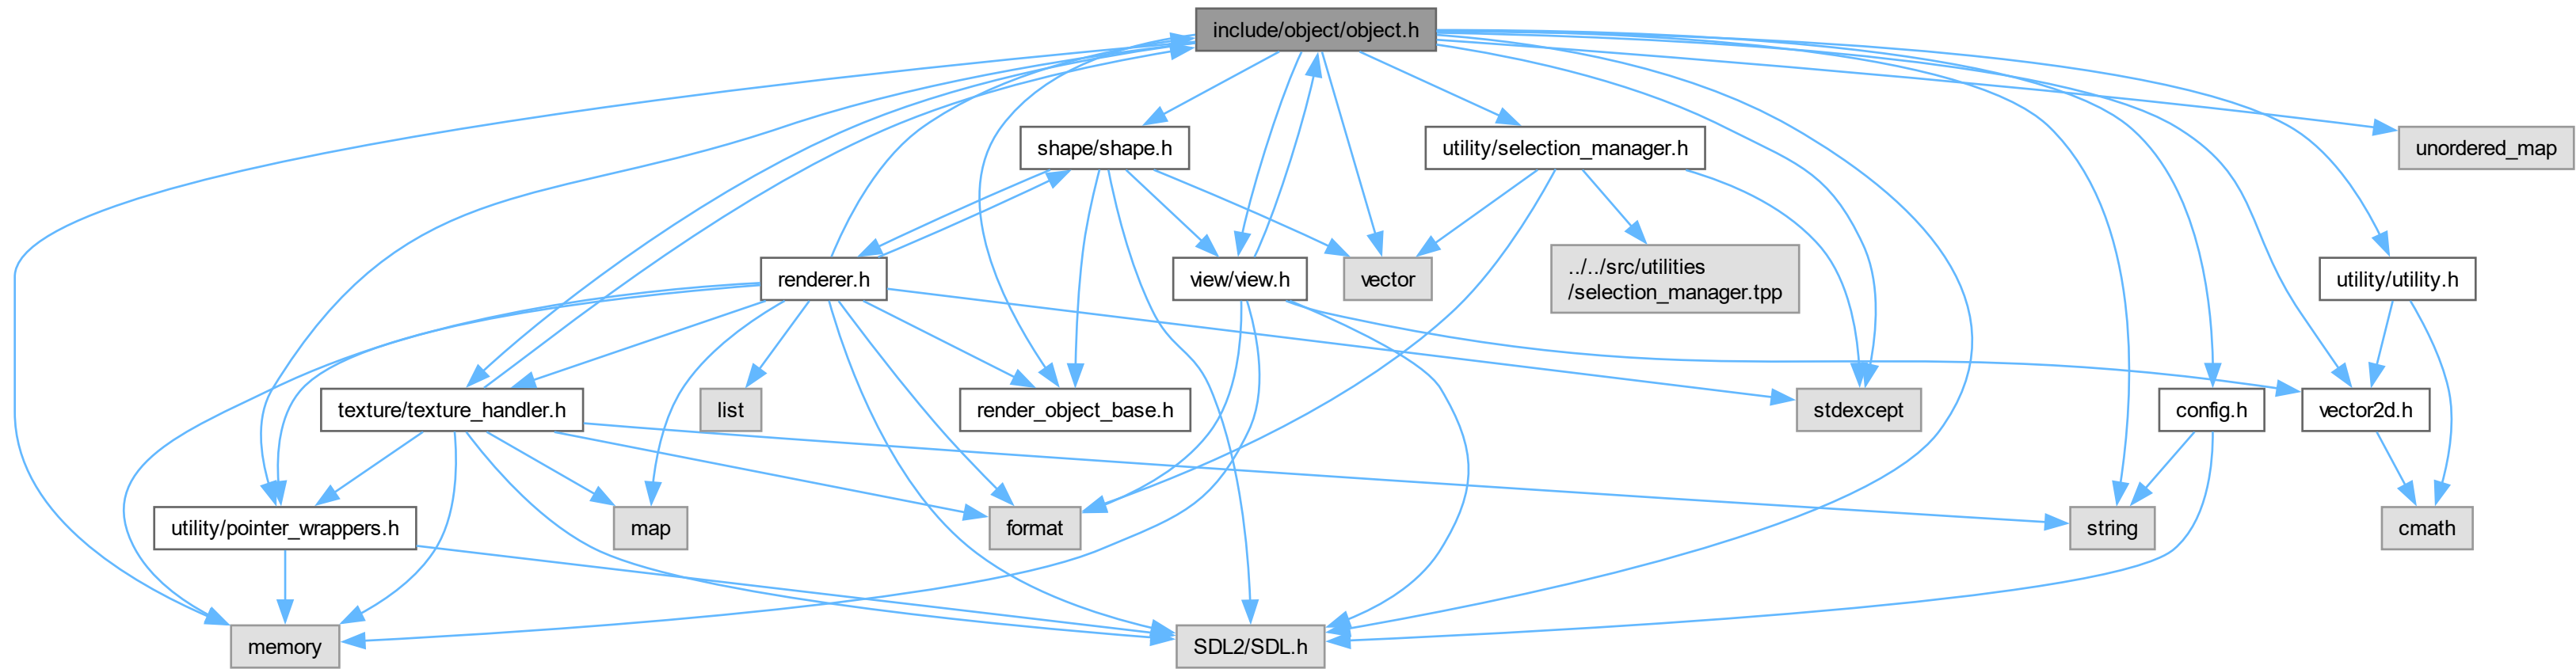 include/object/object.h
shape/shape.h
utility/selection_manager.h
unordered_map
renderer.h
view/view.h
vector
../../src/utilities
/selection_manager.tpp
utility/utility.h
texture/texture_handler.h
list
render_object_base.h
stdexcept
config.h
vector2d.h
utility/pointer_wrappers.h
map
format
string
cmath
memory
SDL2/SDL.h